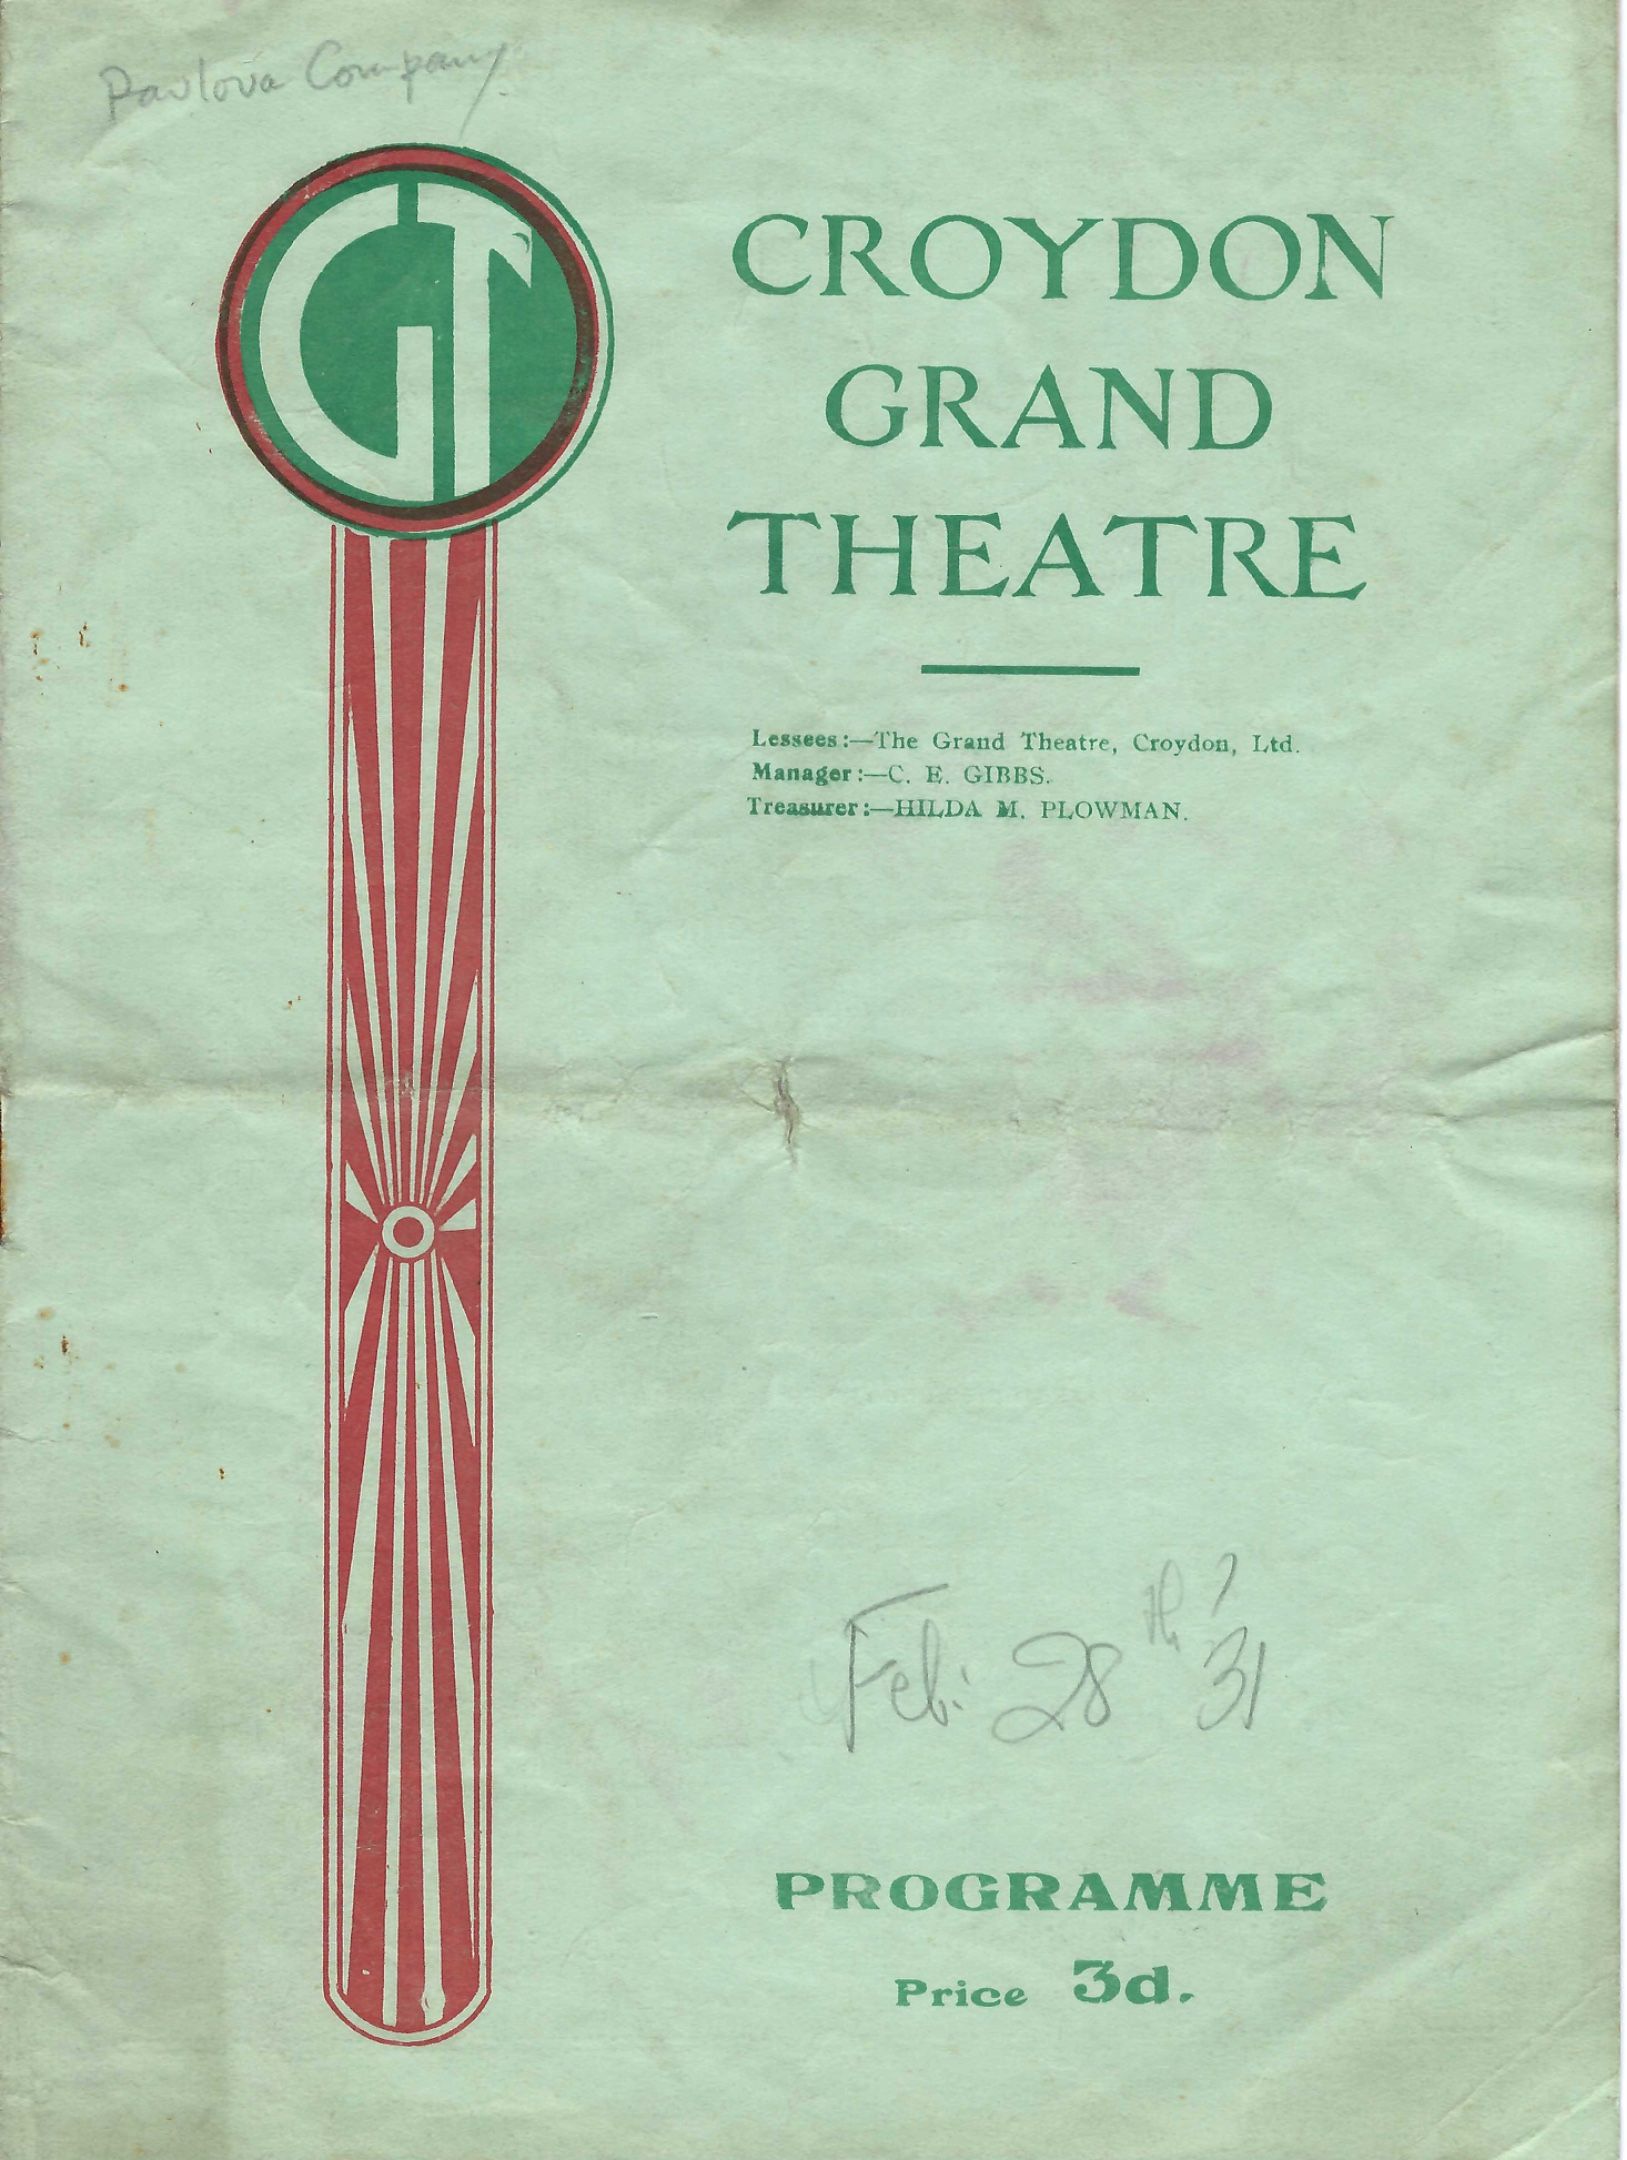 Pavlova Company.
GT
CROYDON
GRAND
THEATRE
Lessees:—The Grand Theatre, Croydon, Ltd.
Manager:—C. E. GIBBS.
Treasurer:—HILDA M. PLOWMAN.
Feb: 28th '31
PROGRAMME
Price 3d.